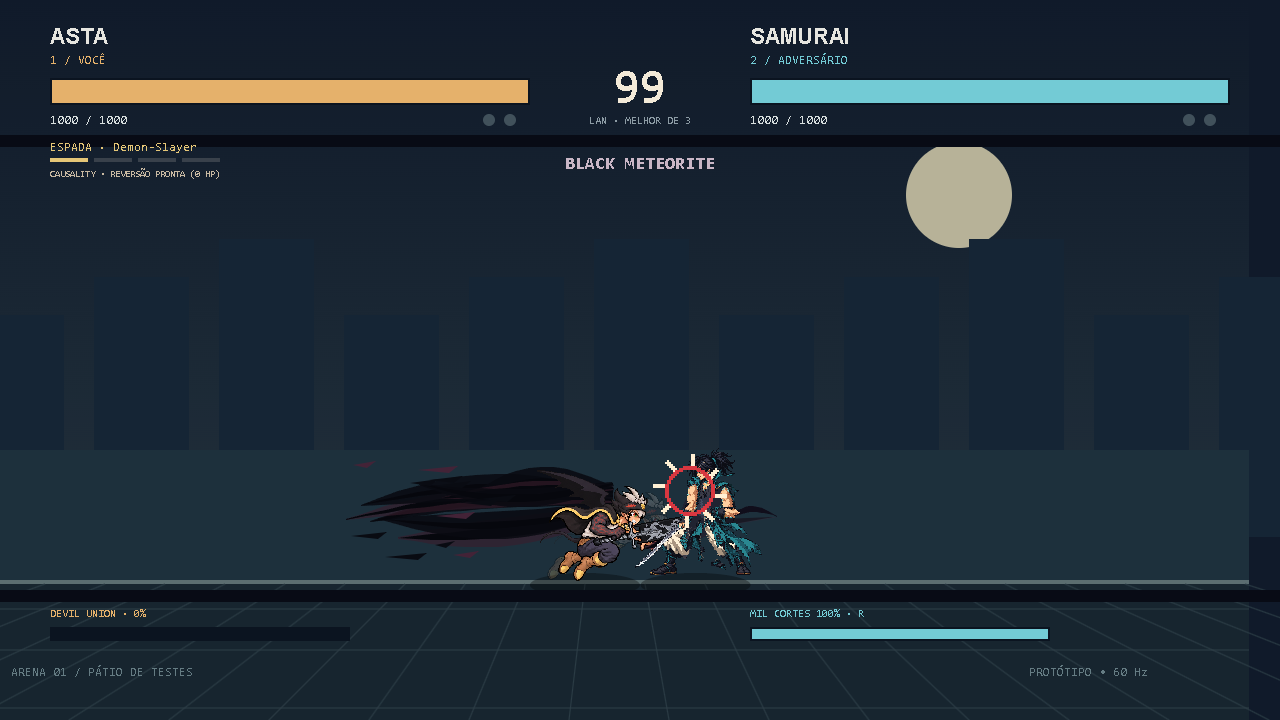 ASTA
1 / VOCÊ
1000 / 1000
99
LAN • MELHOR DE 3
SAMURAI
2 / ADVERSÁRIO
1000 / 1000
ESPADA • Demon-Slayer
CAUSALITY • REVERSÃO PRONTA (0 HP)
BLACK METEORITE
DEVIL UNION • 0%
MIL CORTES 100% • R
ARENA 01 / PÁTIO DE TESTES
PROTÓTIPO • 60 Hz